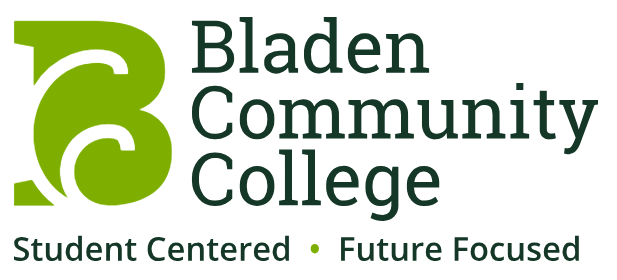 Bladen
Community
College
Student Centered • Future Focused